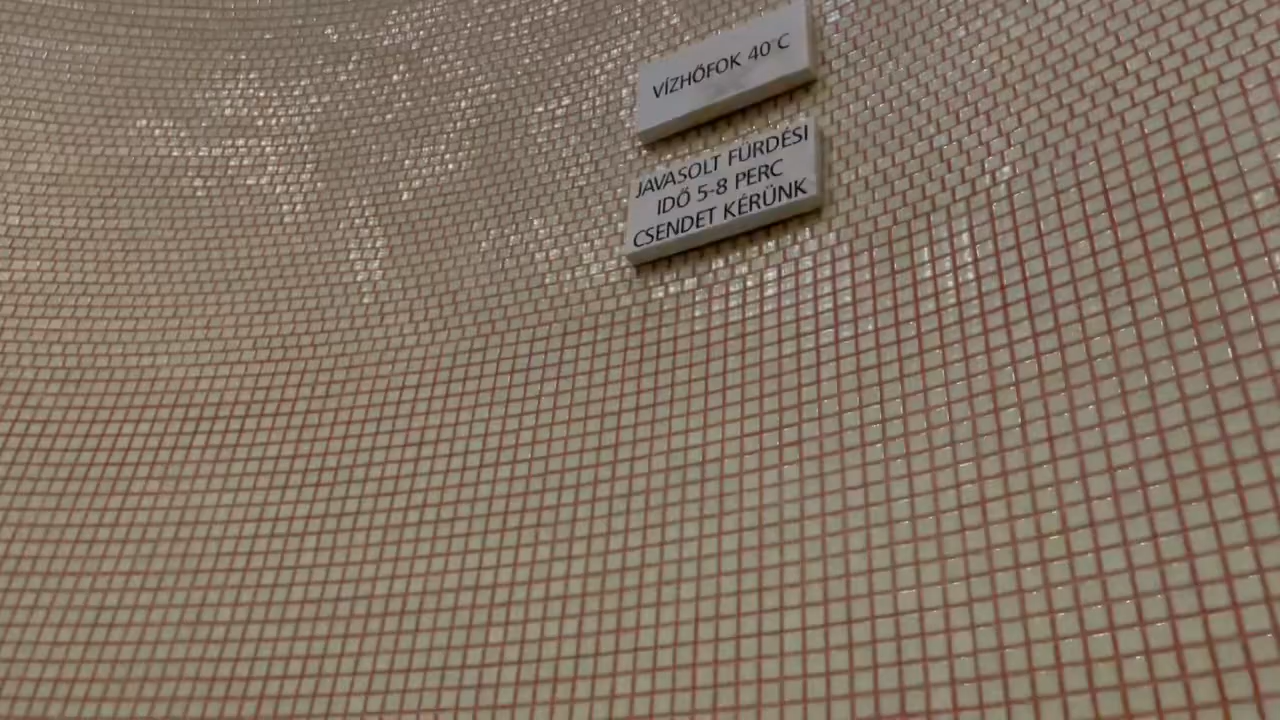 VÍZHŐFOK 40°C
JAVASOLT FÜRDÉSI
IDŐ 5-8 PERC
CSENDET KÉRÜNK